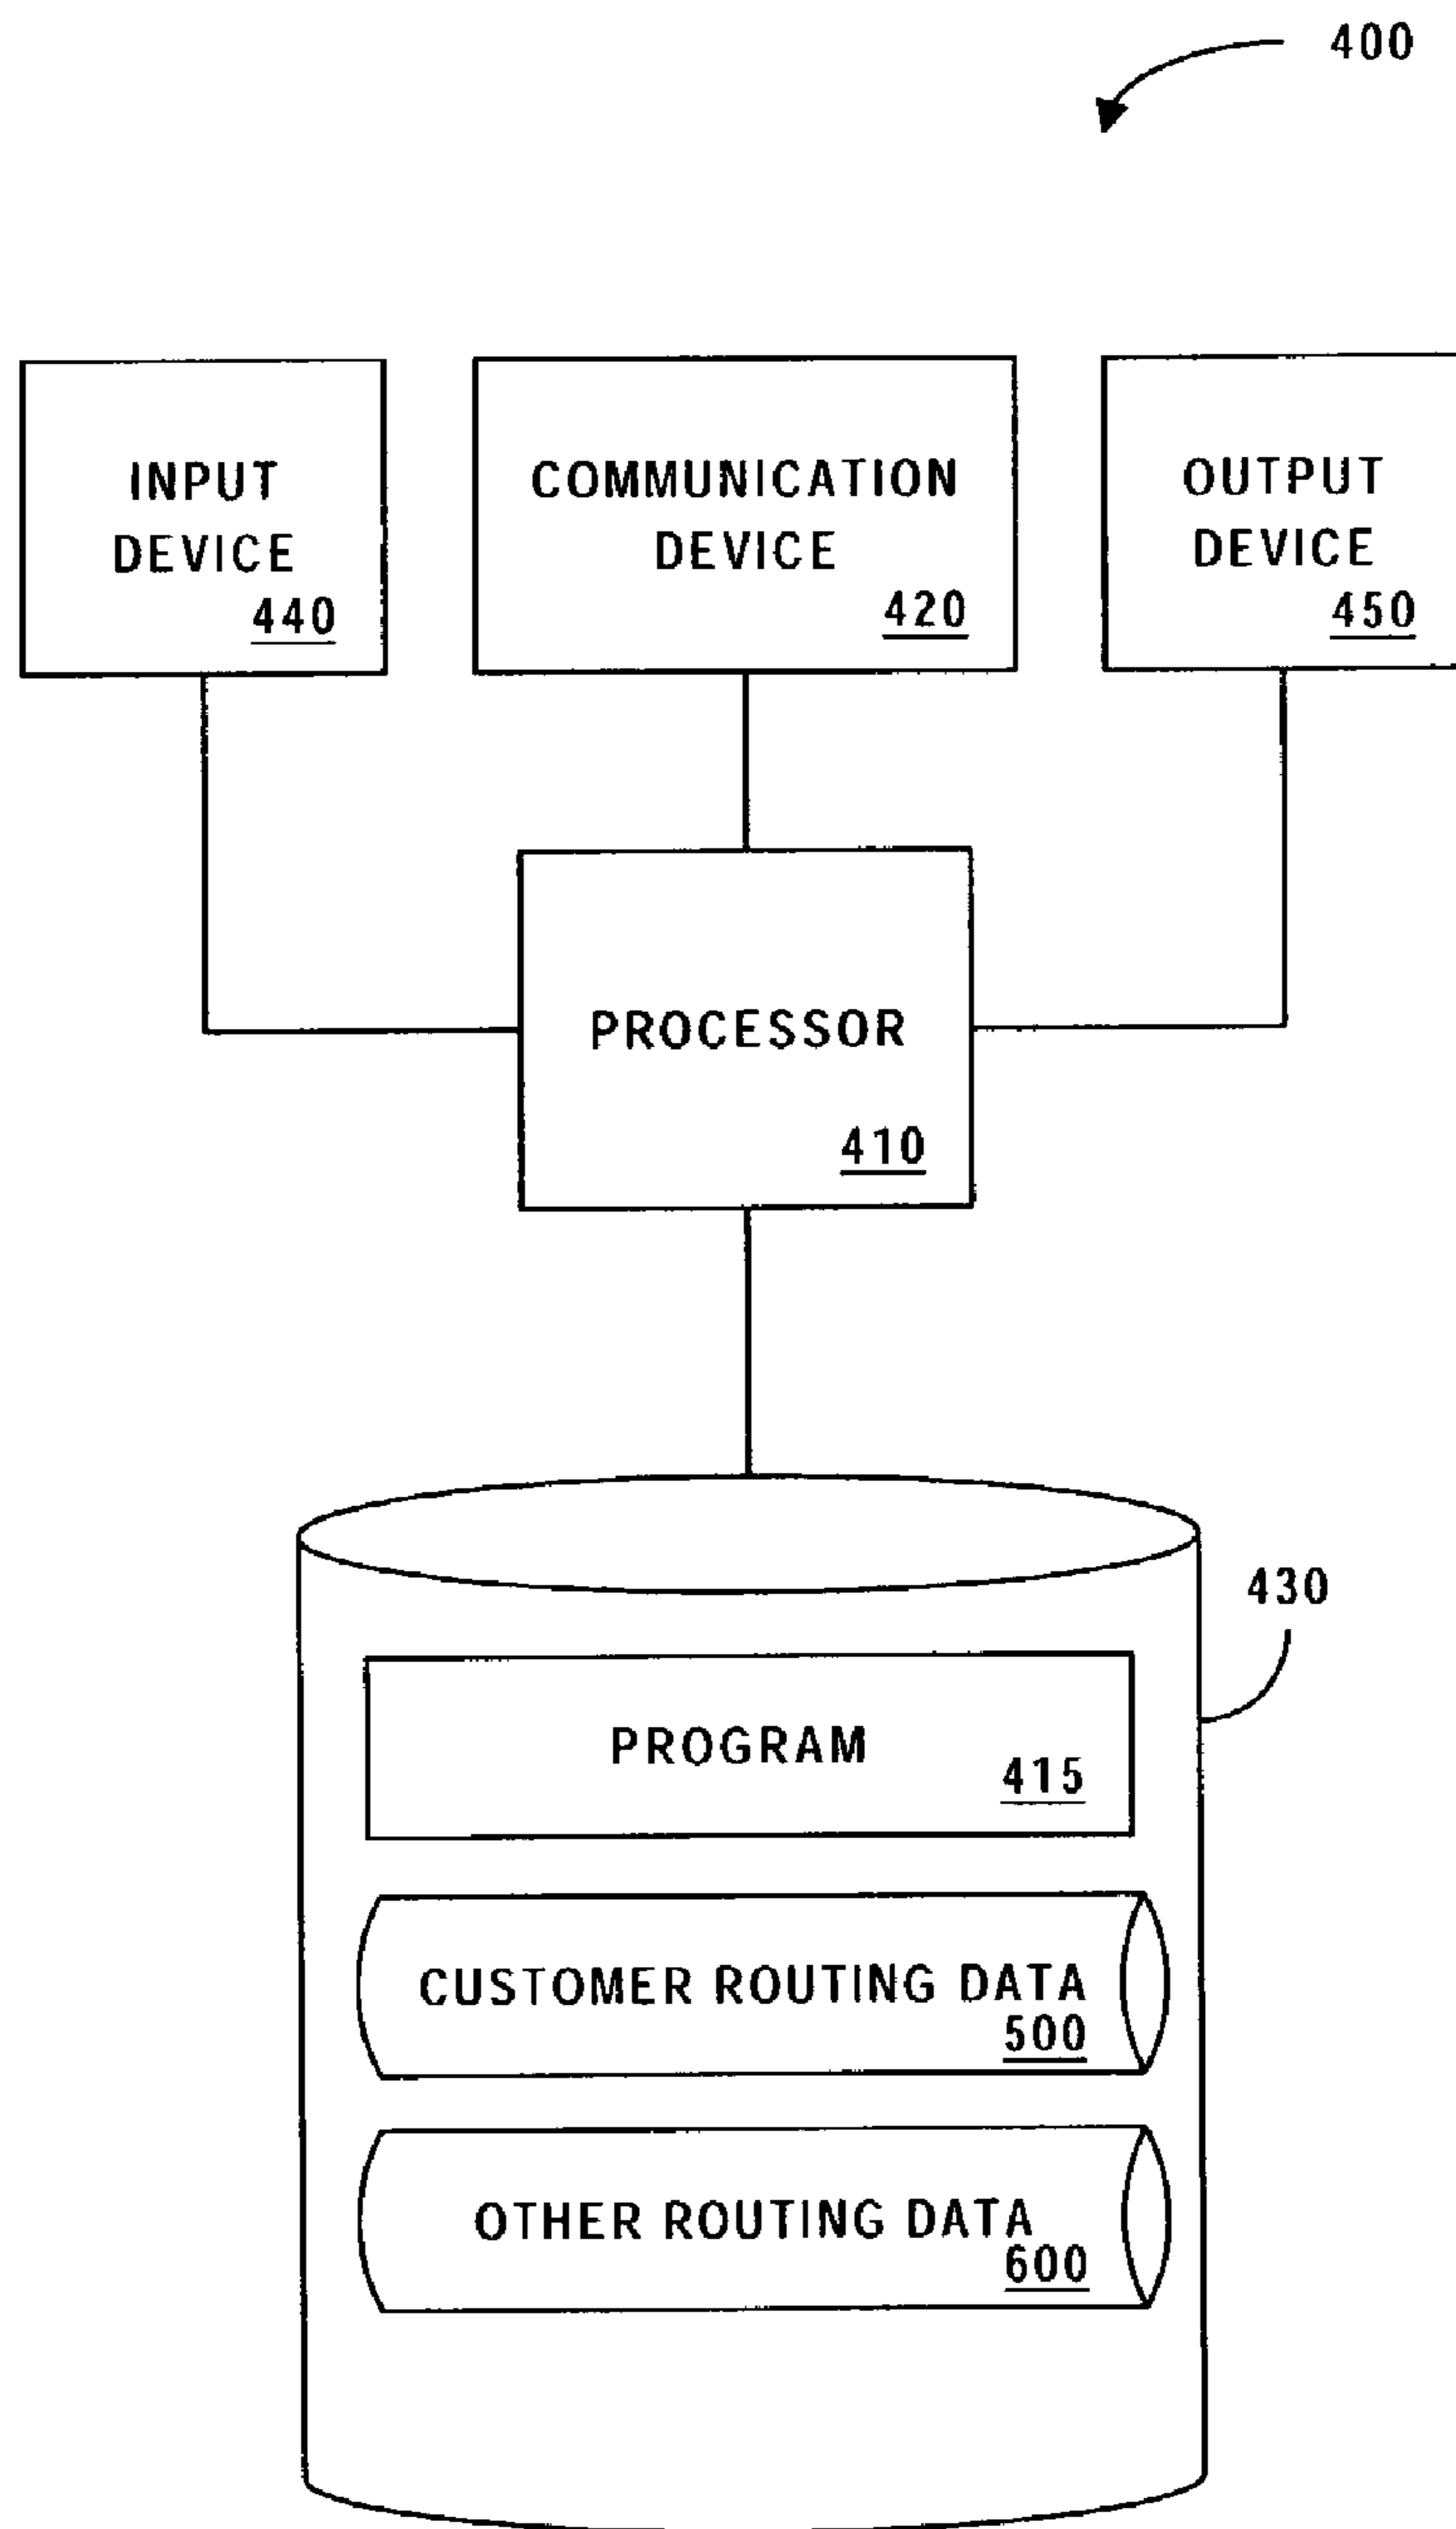 400
INPUT
DEVICE
440
COMMUNICATION
DEVICE
420
OUTPUT
DEVICE
450
PROCESSOR
410
430
PROGRAM
415
CUSTOMER ROUTING DATA
500
OTHER ROUTING DATA
600